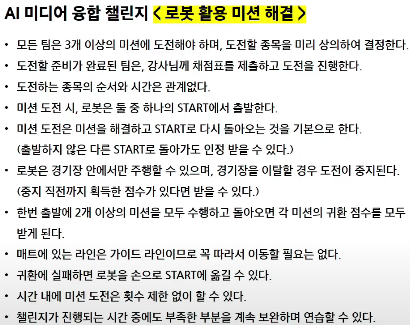 AI 미디어 융합 챌린지 < 로봇 활용 미션 해결 >
• 모든 팀은 3개 이상의 미션에 도전해야 하며, 도전할 종목을 미리 상의하여 결정한다.
• 도전할 준비가 완료된 팀은, 강사님께 채점표를 제출하고 도전을 진행한다.
• 도전하는 종목의 순서와 시간은 관계없다.
• 미션 도전 시, 로봇은 둘 중 하나의 START에서 출발한다.
• 미션 도전은 미션을 해결하고 START로 다시 돌아오는 것을 기본으로 한다.
(출발하지 않은 다른 START로 돌아가도 인정 받을 수 있다.)
• 로봇은 경기장 안에서만 주행할 수 있으며, 경기장을 이탈할 경우 도전이 중지된다.
(중지 직전까지 획득한 점수가 있다면 받을 수 있다.)
• 한번 출발에 2개 이상의 미션을 모두 수행하고 돌아오면 각 미션의 귀환 점수를 모두
받게 된다.
• 매트에 있는 라인은 가이드 라인이므로 꼭 따라서 이동할 필요는 없다.
• 귀환에 실패하면 로봇을 손으로 START에 옮길 수 있다.
• 시간 내에 미션 도전은 횟수 제한 없이 할 수 있다.
• 챌린지가 진행되는 시간 중에도 부족한 부분을 계속 보완하며 연습할 수 있다.